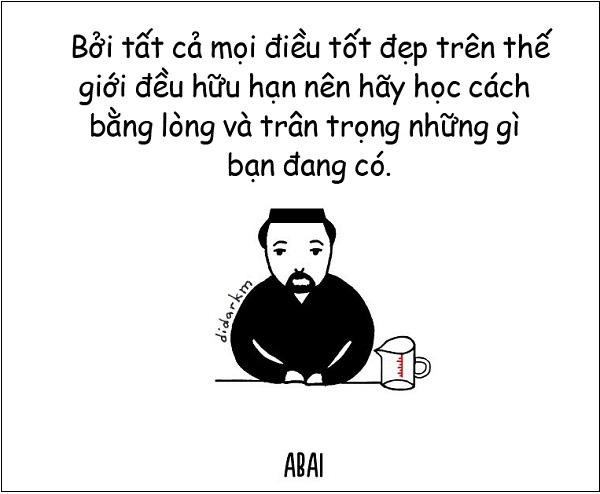 Bởi tất cả mọi điều tốt đẹp trên thế
giới đều hữu hạn nên hãy học cách
bằng lòng và trân trọng những gì
bạn đang có.
didarkm
ABAI